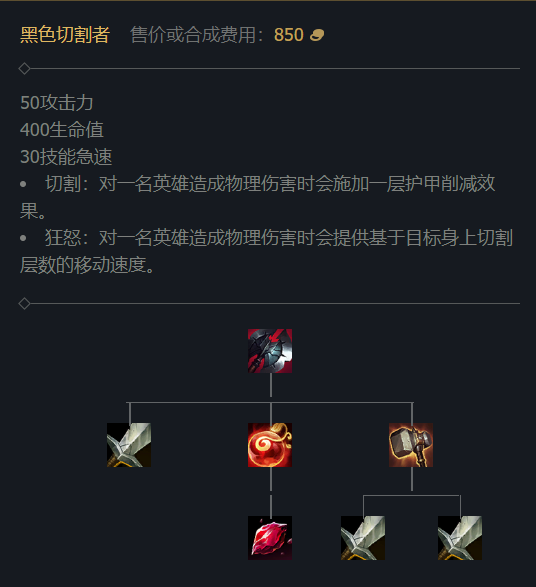 黑色切割者 售价或合成费用：850
50攻击力
400生命值
30技能急速
• 切割：对一名英雄造成物理伤害时会施加一层护甲削减效
果。
• 狂怒：对一名英雄造成物理伤害时会提供基于目标身上切割
层数的移动速度。